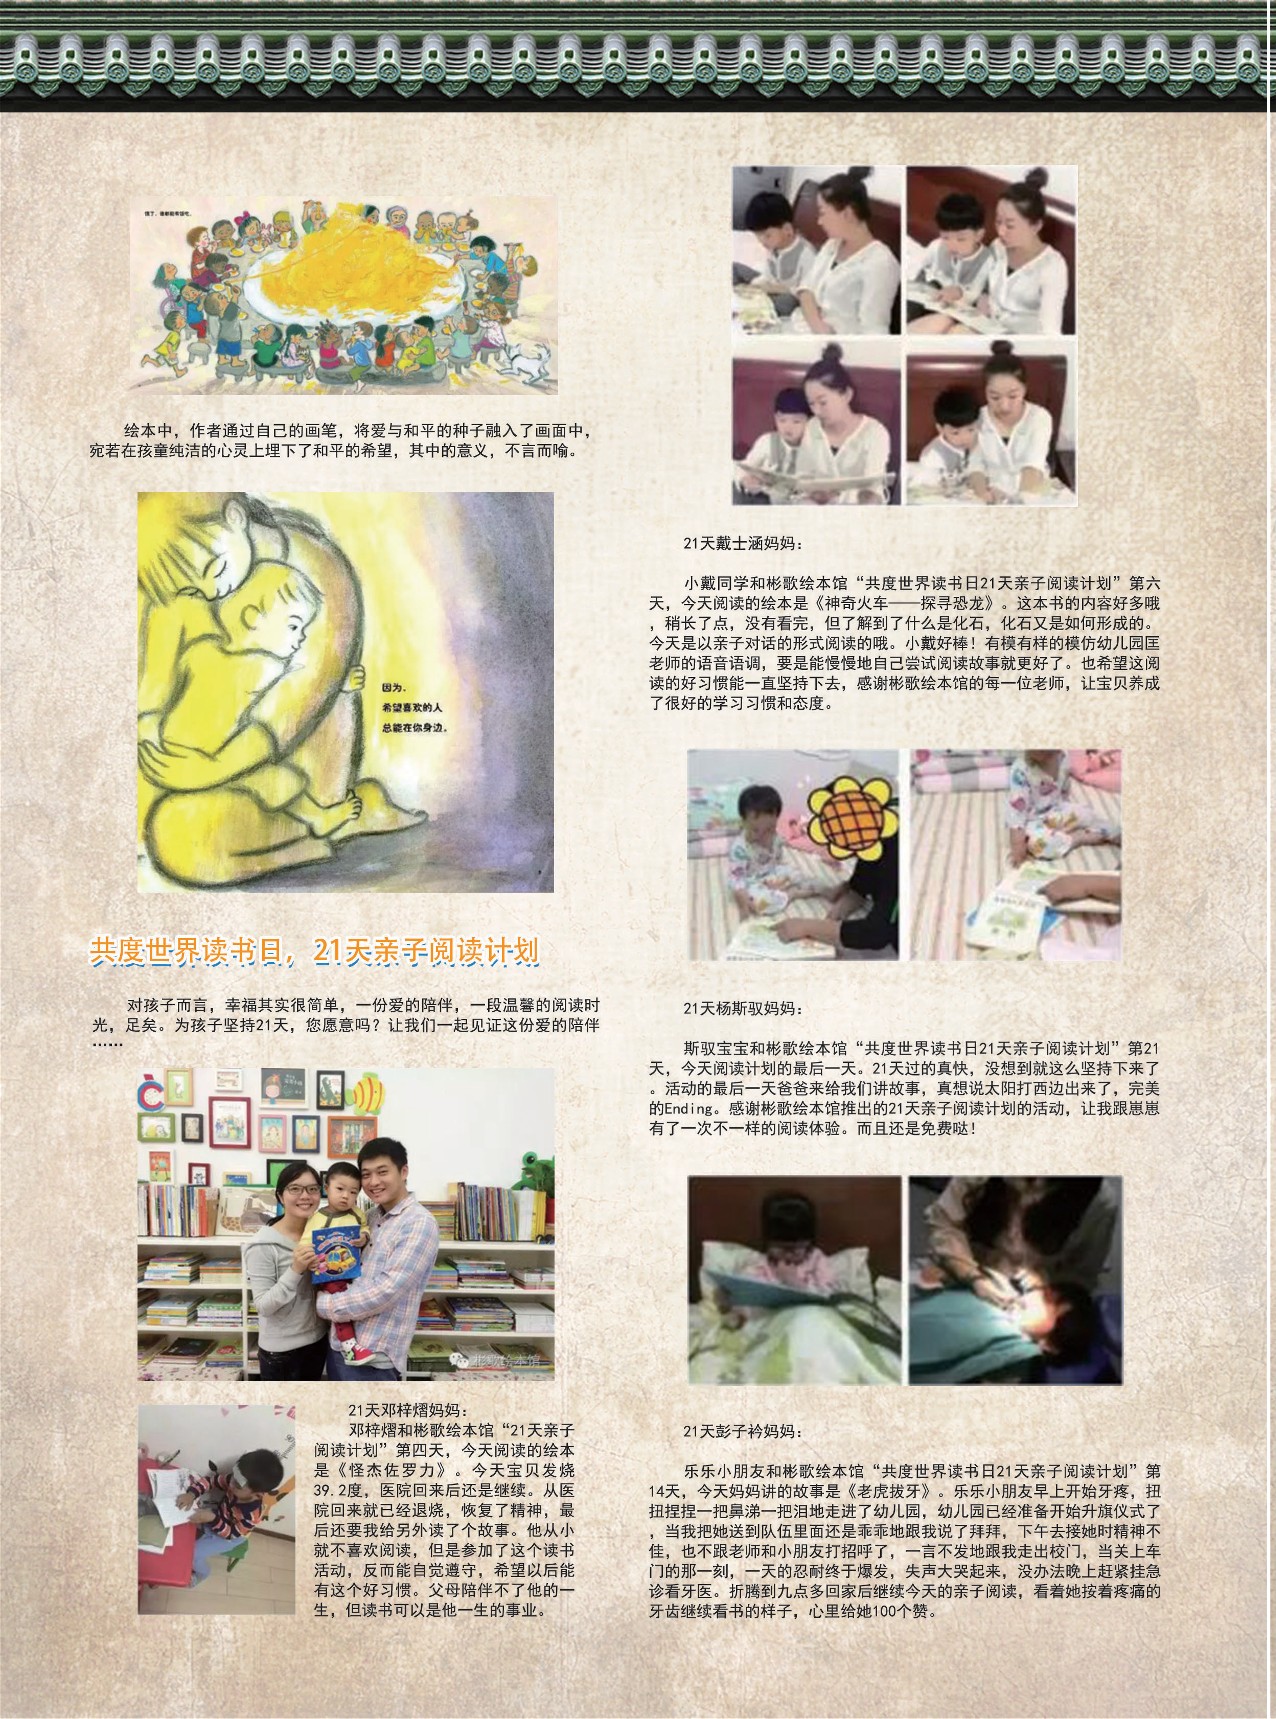 饿了，谁都能有饭吃。
绘本中，作者通过自己的画笔，将爱与和平的种子融入了画面中，
宛若在孩童纯洁的心灵上埋下了和平的希望，其中的意义，不言而喻。
因为，
希望喜欢的人
总能在你身边。
共度世界读书日，21天亲子阅读计划
对孩子而言，幸福其实很简单，一份爱的陪伴，一段温馨的阅读时
光，足矣。为孩子坚持21天，您愿意吗？让我们一起见证这份爱的陪伴
……
彬歌绘本馆
21天邓梓熠妈妈：
邓梓熠和彬歌绘本馆“21天亲子
阅读计划”第四天，今天阅读的绘本
是《怪杰佐罗力》。今天宝贝发烧
39.2度，医院回来后还是继续。从医
院回来就已经退烧，恢复了精神，最
后还要我给另外读了个故事。他从小
就不喜欢阅读，但是参加了这个读书
活动，反而能自觉遵守，希望以后能
有这个好习惯。父母陪伴不了他的一
生，但读书可以是他一生的事业。
21天戴士涵妈妈：
小戴同学和彬歌绘本馆“共度世界读书日21天亲子阅读计划”第六
天，今天阅读的绘本是《神奇火车——探寻恐龙》。这本书的内容好多哦
，稍长了点，没有看完，但了解到了什么是化石，化石又是如何形成的。
今天是以亲子对话的形式阅读的哦。小戴好棒！有模有样的模仿幼儿园匡
老师的语音语调，要是能慢慢地自己尝试阅读故事就更好了。也希望这阅
读的好习惯能一直坚持下去，感谢彬歌绘本馆的每一位老师，让宝贝养成
了很好的学习习惯和态度。
21天杨斯驭妈妈：
斯驭宝宝和彬歌绘本馆“共度世界读书日21天亲子阅读计划”第21
天，今天阅读计划的最后一天。21天过的真快，没想到就这么坚持下来了
。活动的最后一天爸爸来给我们讲故事，真想说太阳打西边出来了，完美
的Ending。感谢彬歌绘本馆推出的21天亲子阅读计划的活动，让我跟崽崽
有了一次不一样的阅读体验。而且还是免费哒！
21天彭子衿妈妈：
乐乐小朋友和彬歌绘本馆“共度世界读书日21天亲子阅读计划”第
14天，今天妈妈讲的故事是《老虎拔牙》。乐乐小朋友早上开始牙疼，扭
扭捏捏一把鼻涕一把泪地走进了幼儿园，幼儿园已经准备开始升旗仪式了
，当我把她送到队伍里面还是乖乖地跟我说了拜拜，下午去接她时精神不
佳，也不跟老师和小朋友打招呼了，一言不发地跟我走出校门，当关上车
门的那一刻，一天的忍耐终于爆发，失声大哭起来，没办法晚上赶紧挂急
诊看牙医。折腾到九点多回家后继续今天的亲子阅读，看着她按着疼痛的
牙齿继续看书的样子，心里给她100个赞。